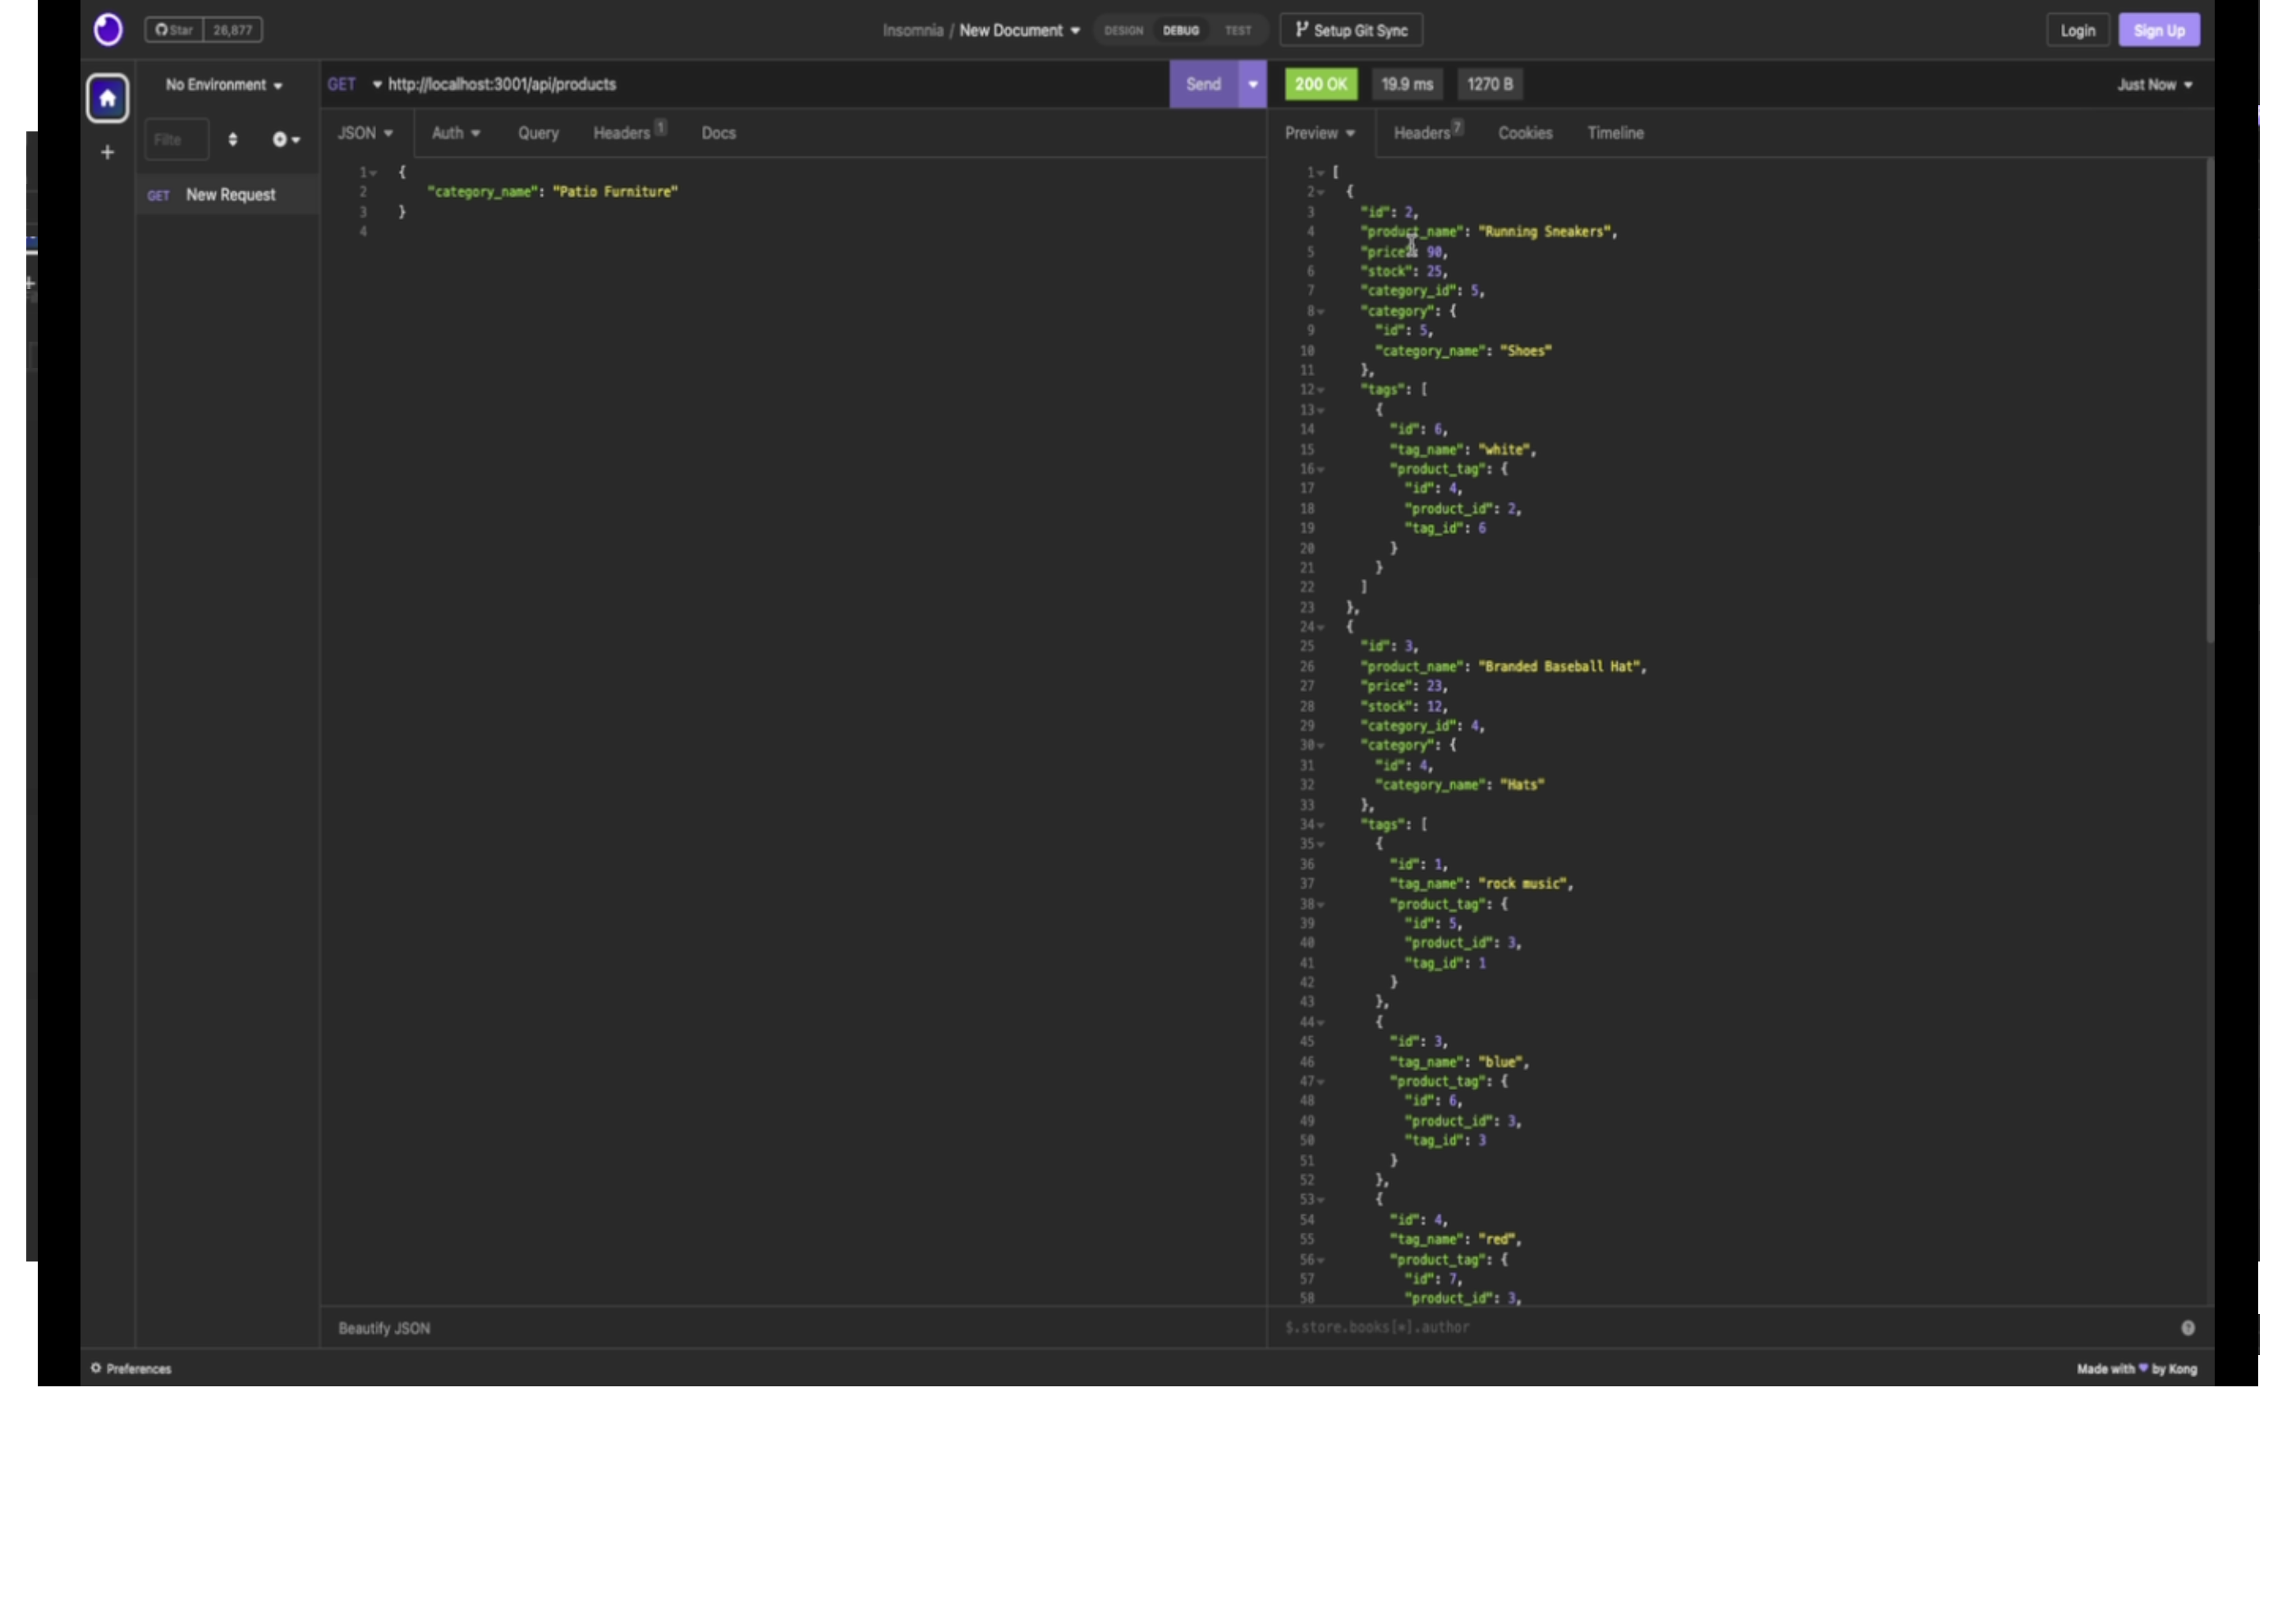 Star 26,877
Insomnia / New Document
DESIGN DEBUG TEST
Setup Git Sync
Login
Sign Up
No Environment
GET http://localhost:3001/api/products
Send
200 OK 19.9 ms 1270 B
Just Now
Filte
JSON Auth Query Headers 1 Docs
Preview Headers 7 Cookies Timeline
GET New Request
1 {
2 "category_name": "Patio Furniture"
3 }
4
1 [
2 {
3 "id": 2,
4 "product_name": "Running Sneakers",
5 "price": 90,
6 "stock": 25,
7 "category_id": 5,
8 "category": {
9 "id": 5,
10 "category_name": "Shoes"
11 },
12 "tags": [
13 {
14 "id": 6,
15 "tag_name": "white",
16 "product_tag": {
17 "id": 4,
18 "product_id": 2,
19 "tag_id": 6
20 }
21 }
22 ]
23 },
24 {
25 "id": 3,
26 "product_name": "Branded Baseball Hat",
27 "price": 23,
28 "stock": 12,
29 "category_id": 4,
30 "category": {
31 "id": 4,
32 "category_name": "Hats"
33 },
34 "tags": [
35 {
36 "id": 1,
37 "tag_name": "rock music",
38 "product_tag": {
39 "id": 5,
40 "product_id": 3,
41 "tag_id": 1
42 }
43 },
44 {
45 "id": 3,
46 "tag_name": "blue",
47 "product_tag": {
48 "id": 6,
49 "product_id": 3,
50 "tag_id": 3
51 }
52 },
53 {
54 "id": 4,
55 "tag_name": "red",
56 "product_tag": {
57 "id": 7,
58 "product_id": 3,
Beautify JSON
$.store.books[*].author
Preferences
Made with ♥ by Kong